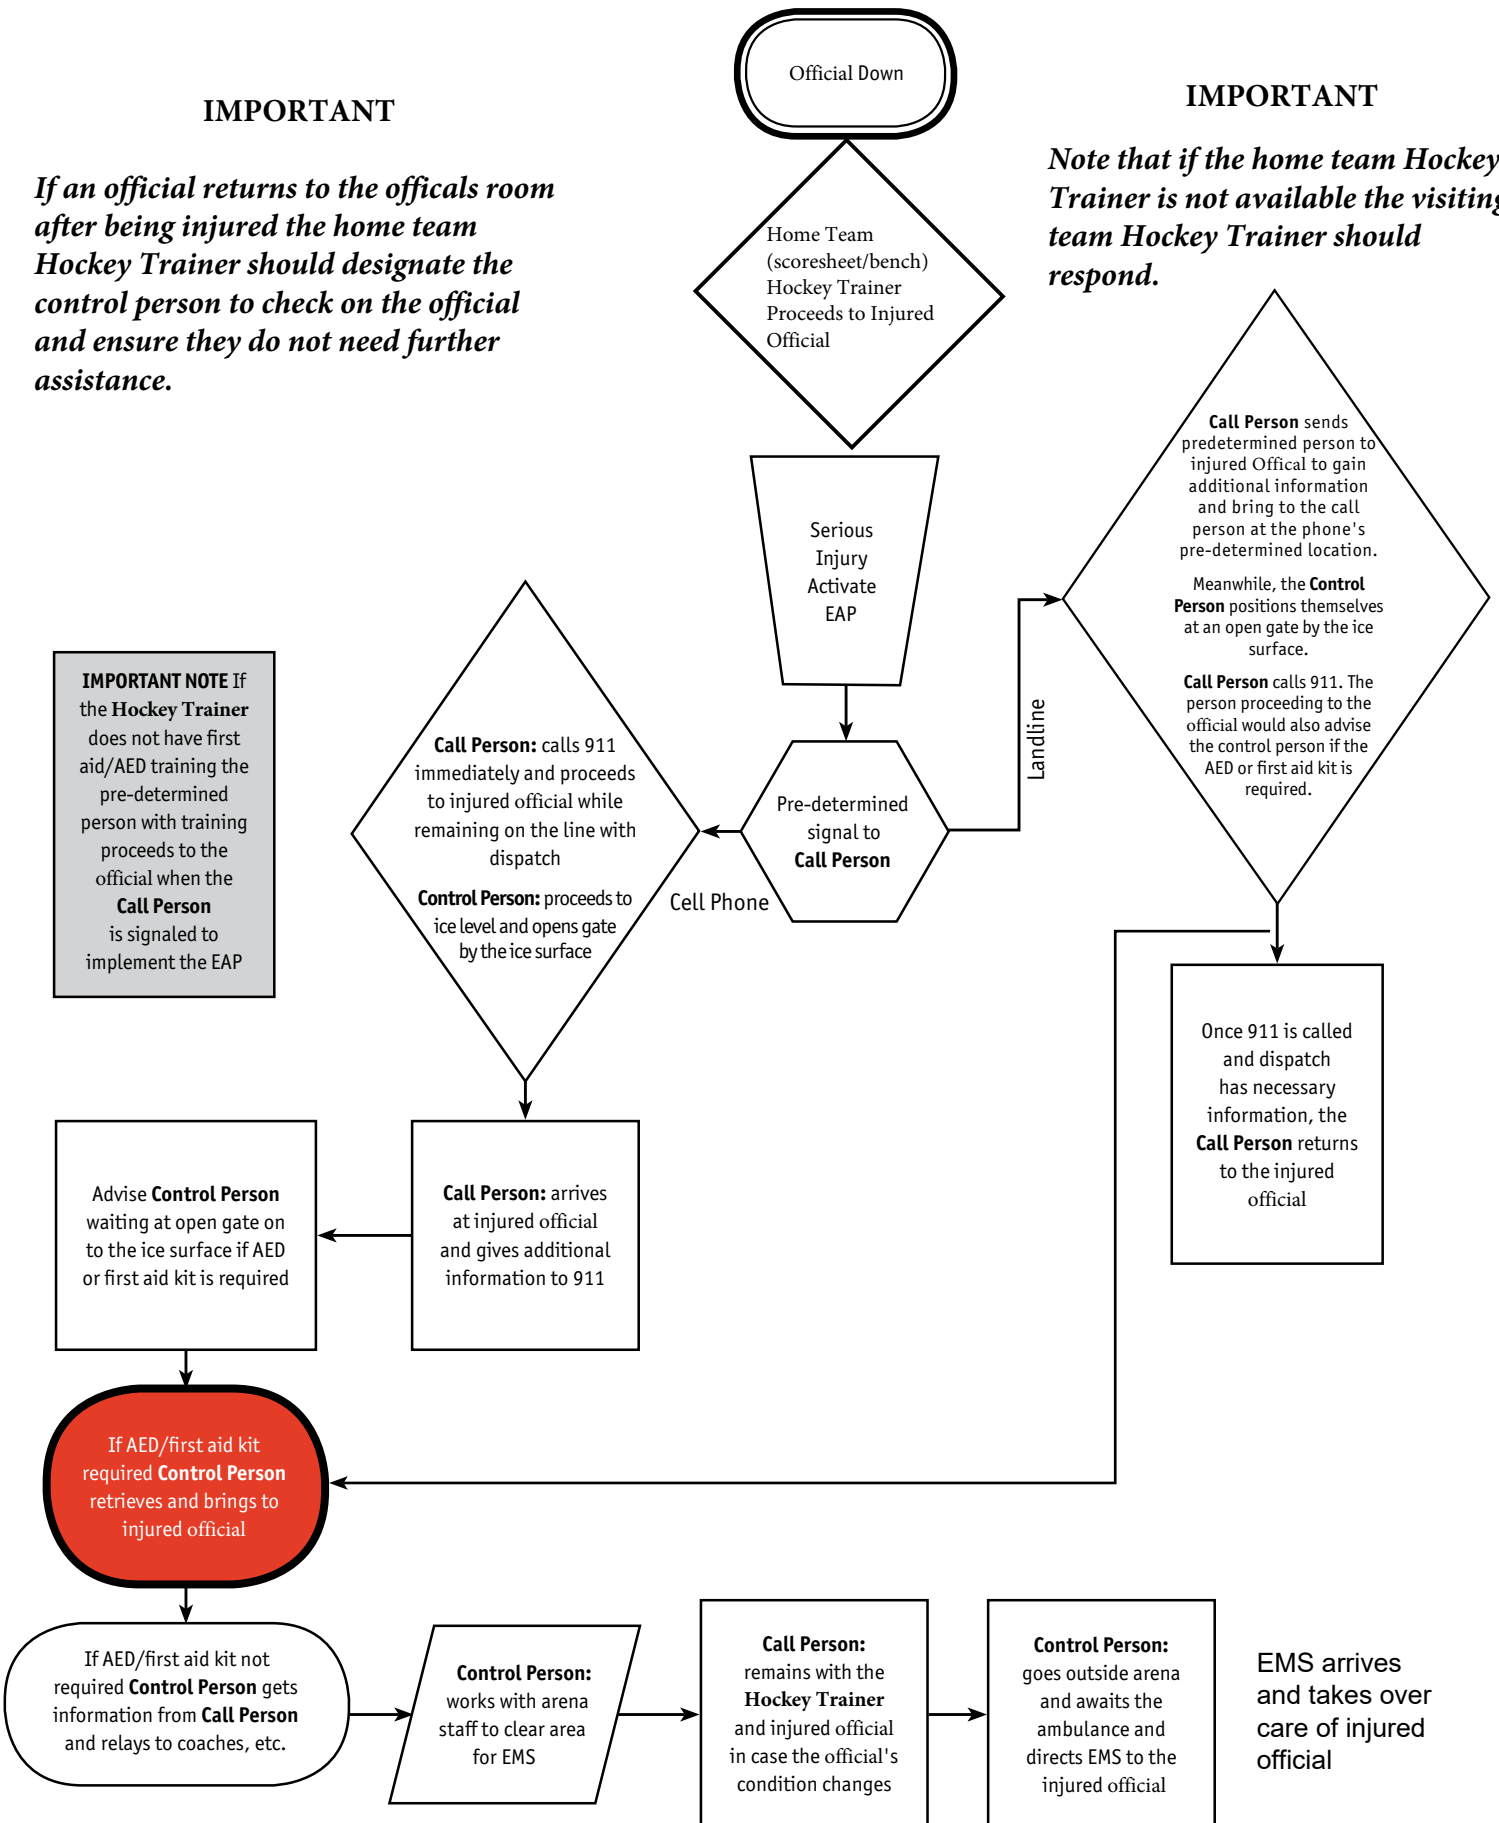 Official Down
IMPORTANT
If an official returns to the officals room
after being injured the home team
Hockey Trainer should designate the
control person to check on the official
and ensure they do not need further
assistance.
IMPORTANT
Note that if the home team Hockey
Trainer is not available the visiting
team Hockey Trainer should
respond.
Home Team
(scoresheet/bench)
Hockey Trainer
Proceeds to Injured
Official
Serious
Injury
Activate
EAP
Pre-determined
signal to
Call Person
Cell Phone
Landline
Call Person sends
predetermined person to
injured Offical to gain
additional information
and bring to the call
person at the phone's
pre-determined location.
Meanwhile, the Control
Person positions themselves
at an open gate by the ice
surface.
Call Person calls 911. The
person proceeding to the
official would also advise
the control person if the
AED or first aid kit is
required.
IMPORTANT NOTE If
the Hockey Trainer
does not have first
aid/AED training the
pre-determined
person with training
proceeds to the
official when the
Call Person
is signaled to
implement the EAP
Call Person: calls 911
immediately and proceeds
to injured official while
remaining on the line with
dispatch
Control Person: proceeds to
ice level and opens gate
by the ice surface
Once 911 is called
and dispatch
has necessary
information, the
Call Person returns
to the injured
official
Advise Control Person
waiting at open gate on
to the ice surface if AED
or first aid kit is required
Call Person: arrives
at injured official
and gives additional
information to 911
If AED/first aid kit
required Control Person
retrieves and brings to
injured official
If AED/first aid kit not
required Control Person gets
information from Call Person
and relays to coaches, etc.
Control Person:
works with arena
staff to clear area
for EMS
Call Person:
remains with the
Hockey Trainer
and injured official
in case the official's
condition changes
Control Person:
goes outside arena
and awaits the
ambulance and
directs EMS to the
injured official
EMS arrives
and takes over
care of injured
official